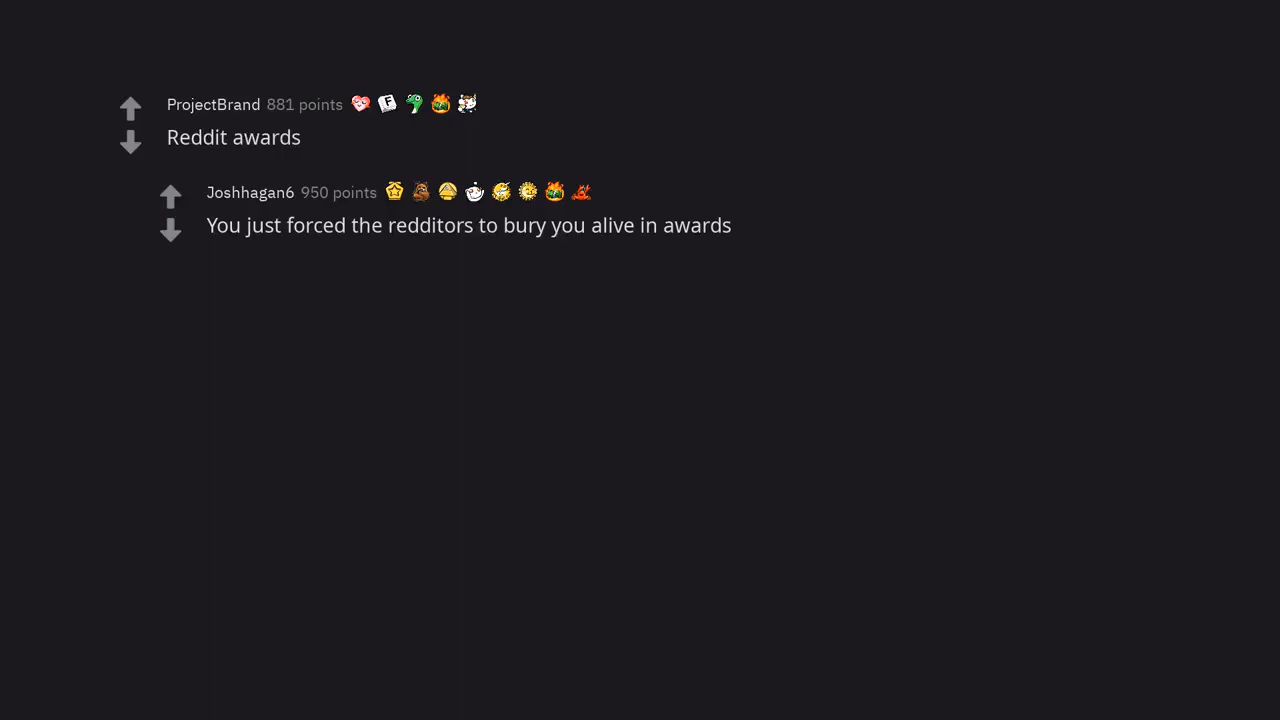 ProjectBrand 881 points
Reddit awards
Joshhagan6 950 points
You just forced the redditors to bury you alive in awards